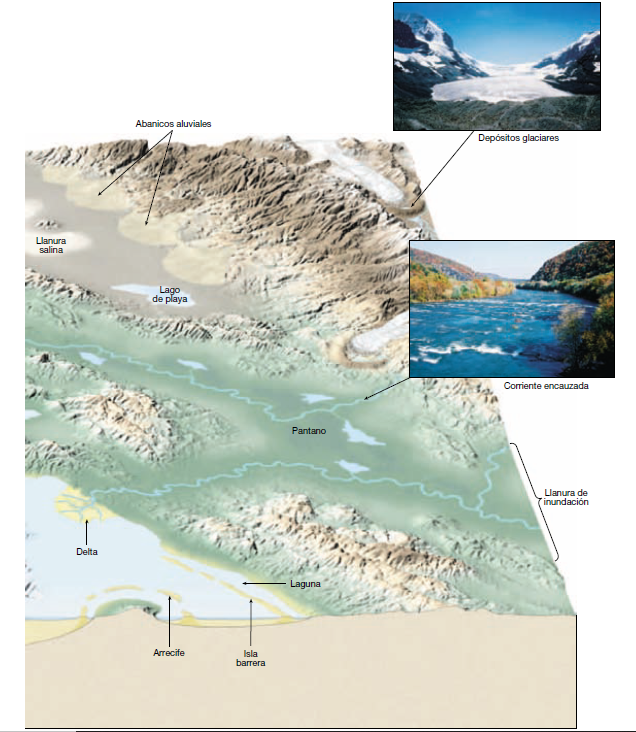 Abanicos aluviales
Depósitos glaciares
Llanura
salina
Lago
de playa
Corriente encauzada
Pantano
Llanura de
inundación
Delta
Laguna
Arrecife
Isla
barrera